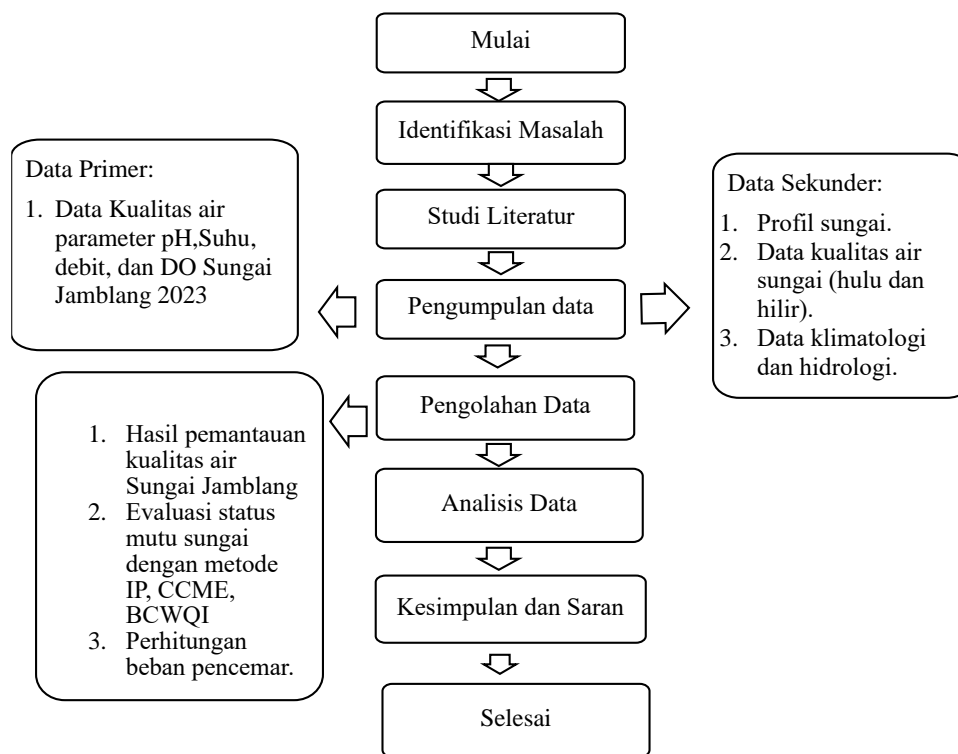 Mulai
Identifikasi Masalah
Data Primer:
1. Data Kualitas air
parameter pH,Suhu,
debit, dan DO Sungai
Jamblang 2023
Studi Literatur
Data Sekunder:
1. Profil sungai.
2. Data kualitas air
sungai (hulu dan
hilir).
3. Data klimatologi
dan hidrologi.
Pengumpulan data
Pengolahan Data
1. Hasil pemantauan
kualitas air
Sungai Jamblang
2. Evaluasi status
mutu sungai
dengan metode
IP, CCME,
BCWQI
3. Perhitungan
beban pencemar.
Analisis Data
Kesimpulan dan Saran
Selesai